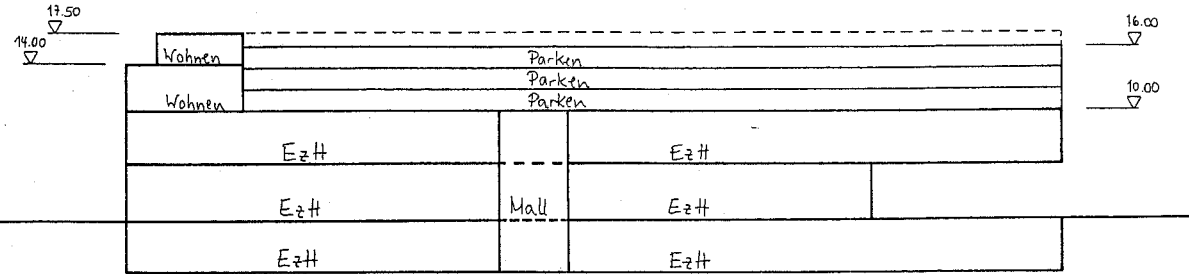 17.50
14.00
16.00
Wohnen
Parken
Parken
Wohnen
Parken
10.00
EzH
EzH
EzH
Mall
EzH
EzH
EzH